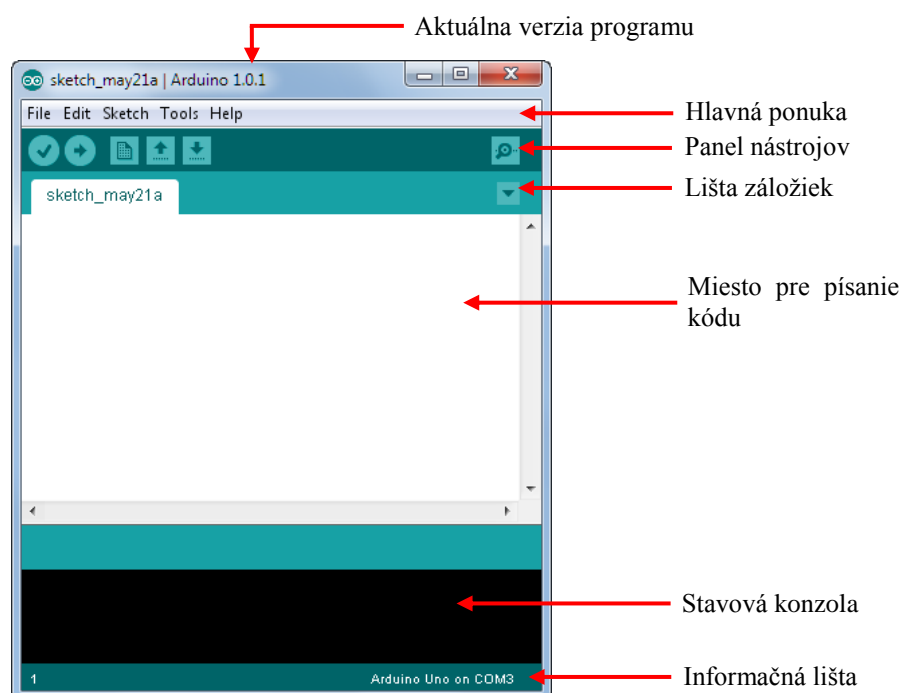 Aktuálna verzia programu
sketch_may21a | Arduino 1.0.1
File Edit Sketch Tools Help
Hlavná ponuka
Panel nástrojov
sketch_may21a
Lišta záložiek
Miesto pre písanie
kódu
Stavová konzola
1
Arduino Uno on COM3
Informačná lišta